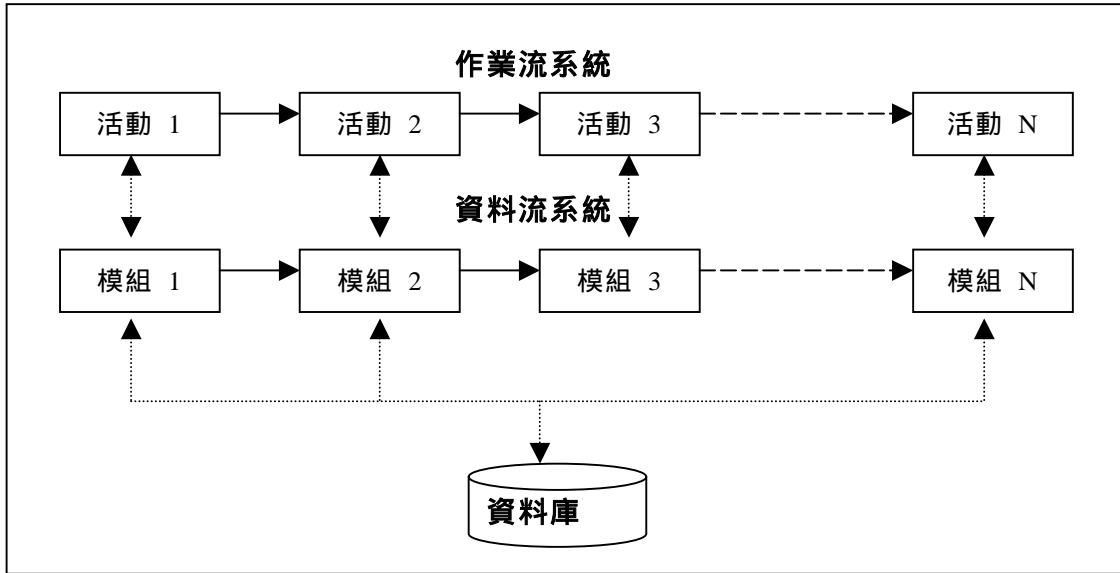 作業流系統
活動 1
活動 2
活動 3
活動 N
資料流系統
模組 1
模組 2
模組 3
模組 N
資料庫